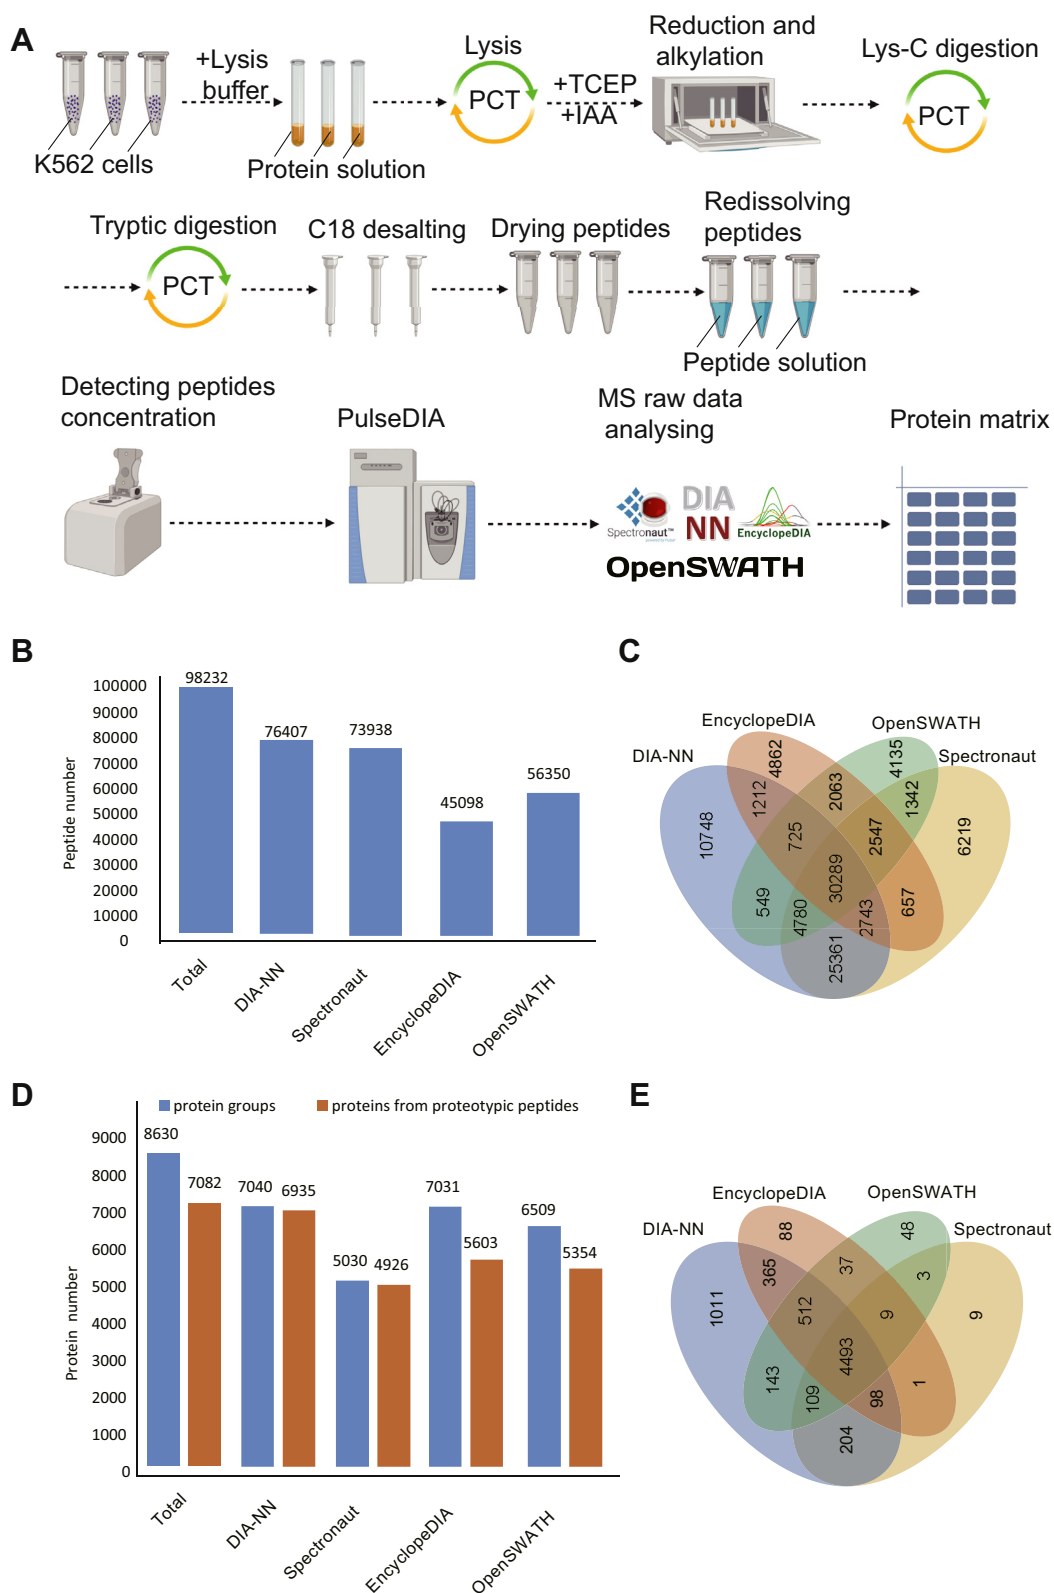 A
+Lysis
buffer
Lysis
PCT
+TCEP
+IAA
Reduction and
alkylation
Lys-C digestion
PCT
K562 cells
Protein solution
Tryptic digestion
PCT
C18 desalting
Drying peptides
Redissolving
peptides
Peptide solution
Detecting peptides
concentration
PulseDIA
MS raw data
analysing
Protein matrix
Spectronaut™
DIA
NN
EncyclopeDIA
OpenSWATH
B
Peptide number
100000
90000
80000
70000
60000
50000
40000
30000
20000
10000
0
98232
76407
73938
45098
56350
Total
DIA-NN
Spectronaut
EncyclopeDIA
OpenSWATH
C
EncyclopeDIA
OpenSWATH
DIA-NN
Spectronaut
4862
4135
1212
2063
1342
10748
725
2547
6219
30289
549
4780
2743
657
25361
D
protein groups
proteins from proteotypic peptides
Protein number
9000
8000
7000
6000
5000
4000
3000
2000
1000
0
8630
7082
7040
6935
5030
4926
7031
5603
6509
5354
Total
DIA-NN
Spectronaut
EncyclopeDIA
OpenSWATH
E
EncyclopeDIA
OpenSWATH
DIA-NN
Spectronaut
88
48
365
37
3
1011
512
9
9
4493
143
109
98
1
204